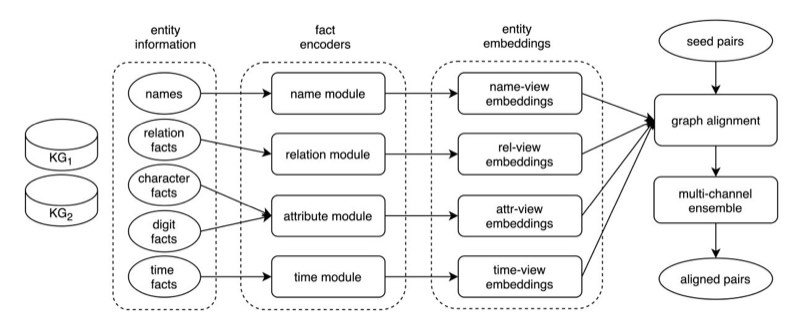 entity
information
fact
encoders
entity
embeddings
seed pairs
names
name module
name-view
embeddings
graph alignment
relation
facts
relation module
rel-view
embeddings
KG1
character
facts
KG2
digit
facts
attribute module
attr-view
embeddings
multi-channel
ensemble
time
facts
time module
time-view
embeddings
aligned pairs